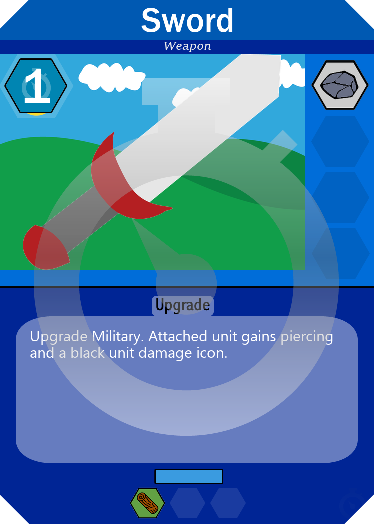 Sword
Weapon
1
Upgrade
Upgrade Military. Attached unit gains piercing
and a black unit damage icon.